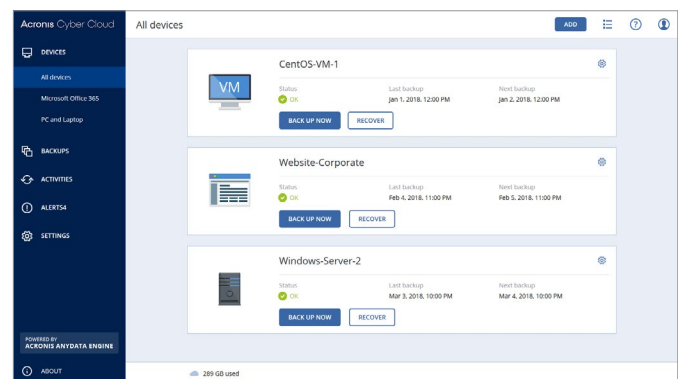 Acronis Cyber Cloud
All devices
ADD
DEVICES
All devices
Microsoft Office 365
PC and Laptop
BACKUPS
ACTIVITIES
ALERTS4
SETTINGS
POWERED BY
ACRONIS ANYDATA ENGINE
ABOUT
CentOS-VM-1
VM
Status Last backup Next backup
OK Jan 1, 2018, 12:00 PM Jan 2, 2018, 12:00 PM
BACK UP NOW RECOVER
Website-Corporate
Status Last backup Next backup
OK Feb 4, 2018, 11:00 PM Feb 5, 2018, 11:00 PM
BACK UP NOW RECOVER
Windows-Server-2
Status Last backup Next backup
OK Mar 3, 2018, 10:00 PM Mar 4, 2018, 10:00 PM
BACK UP NOW RECOVER
289 GB used